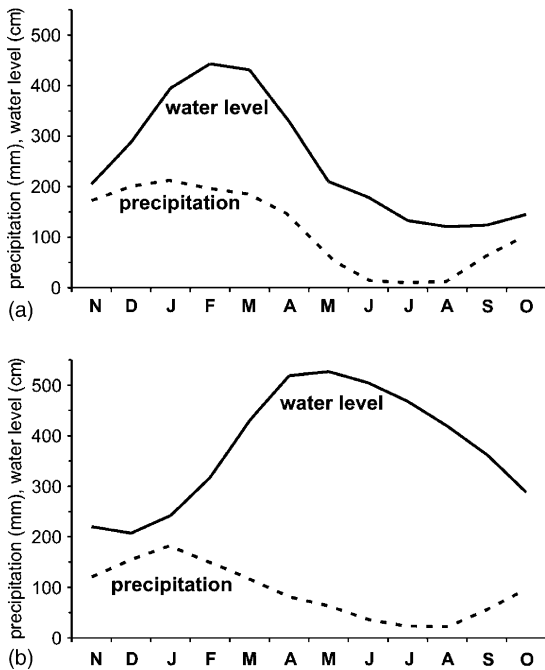 precipitation (mm), water level (cm)
500
400
300
200
100
0
water level
precipitation
(a)
N D J F M A M J J A S O
precipitation (mm), water level (cm)
500
400
300
200
100
0
water level
precipitation
(b)
N D J F M A M J J A S O